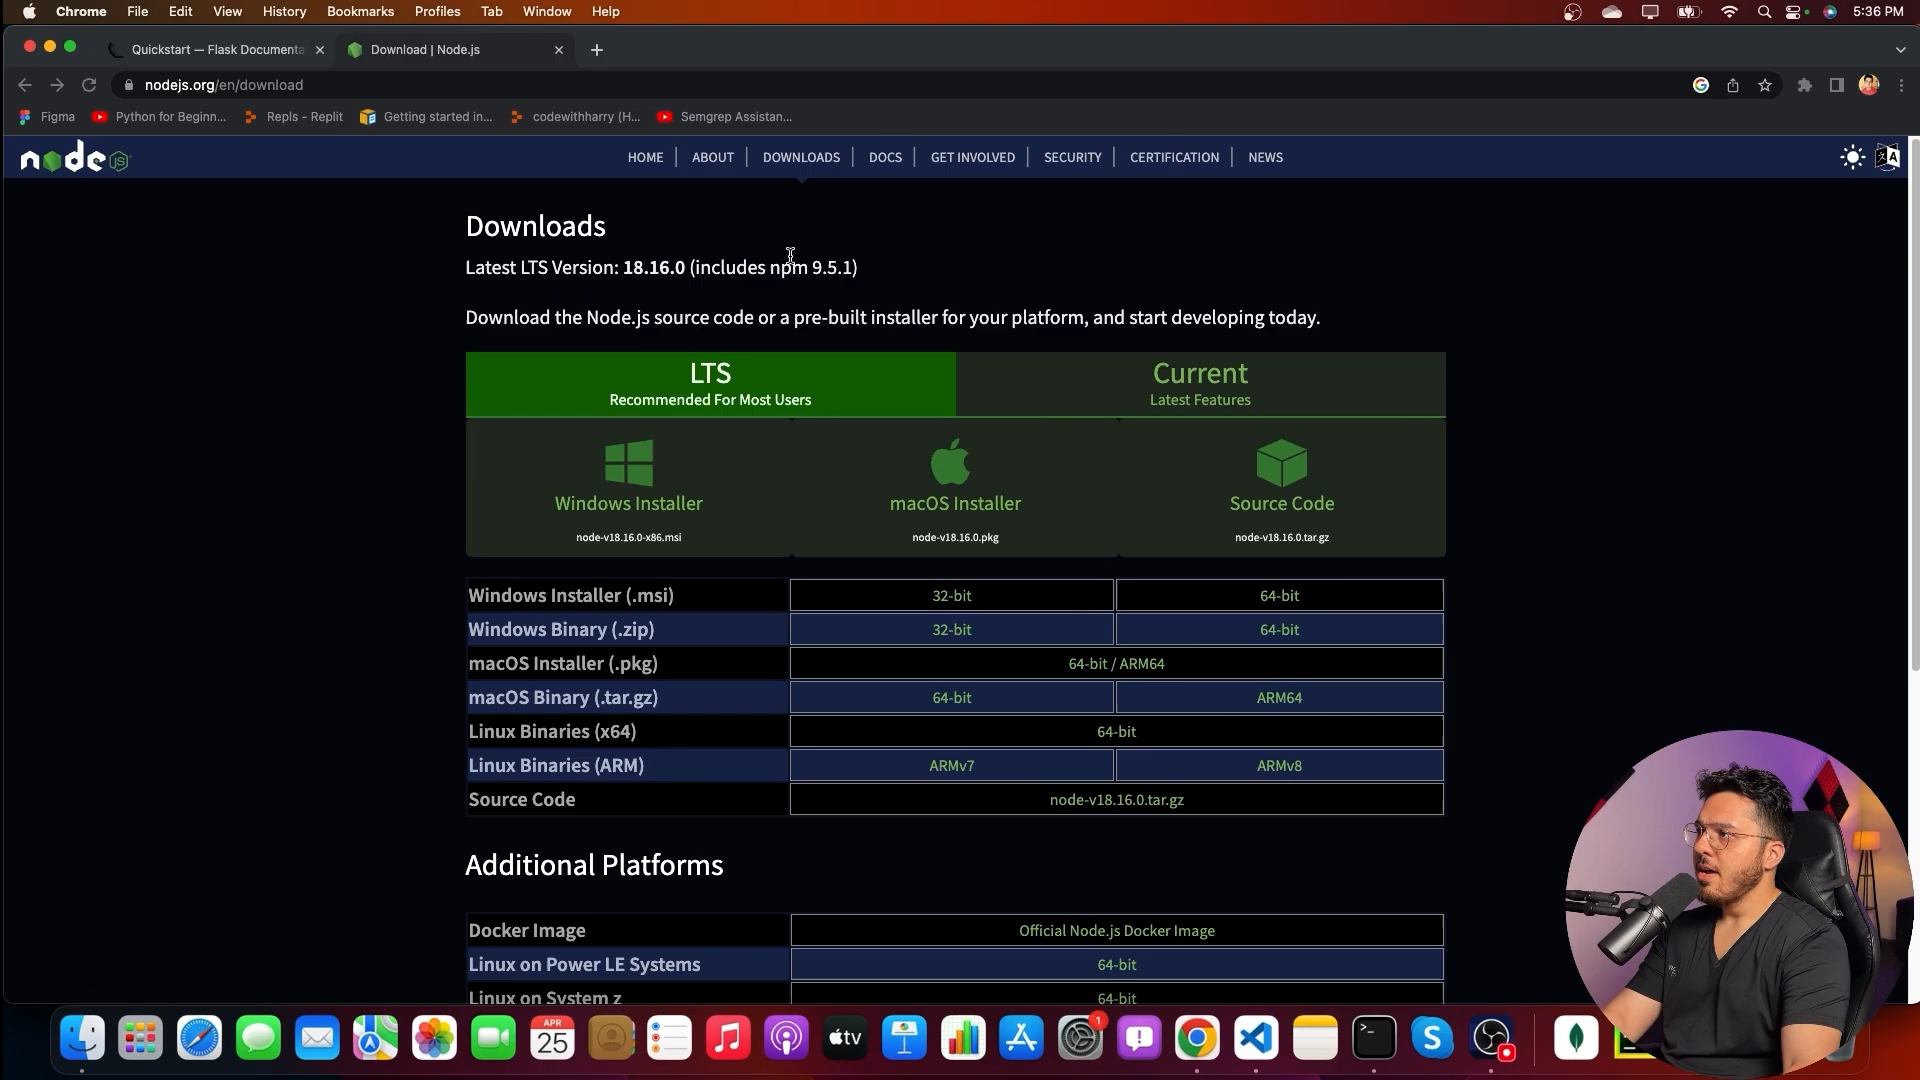 Chrome File Edit View History Bookmarks Profiles Tab Window Help 5:36 PM
Quickstart — Flask Documenta Download | Node.js
nodejs.org/en/download
Figma Python for Beginn... Repls - Replit Getting started in... codewithharry (H... Semgrep Assistan...
node JS HOME ABOUT DOWNLOADS DOCS GET INVOLVED SECURITY CERTIFICATION NEWS
Downloads
Latest LTS Version: 18.16.0 (includes npm 9.5.1)
Download the Node.js source code or a pre-built installer for your platform, and start developing today.
LTS Current
Recommended For Most Users Latest Features
Windows Installer macOS Installer Source Code
node-v18.16.0-x86.msi node-v18.16.0.pkg node-v18.16.0.tar.gz
Windows Installer (.msi) 32-bit 64-bit
Windows Binary (.zip) 32-bit 64-bit
macOS Installer (.pkg) 64-bit / ARM64
macOS Binary (.tar.gz) 64-bit ARM64
Linux Binaries (x64) 64-bit
Linux Binaries (ARM) ARMv7 ARMv8
Source Code node-v18.16.0.tar.gz
Additional Platforms
Docker Image Official Node.js Docker Image
Linux on Power LE Systems 64-bit
Linux on System z 64-bit
APR 25 tv 1